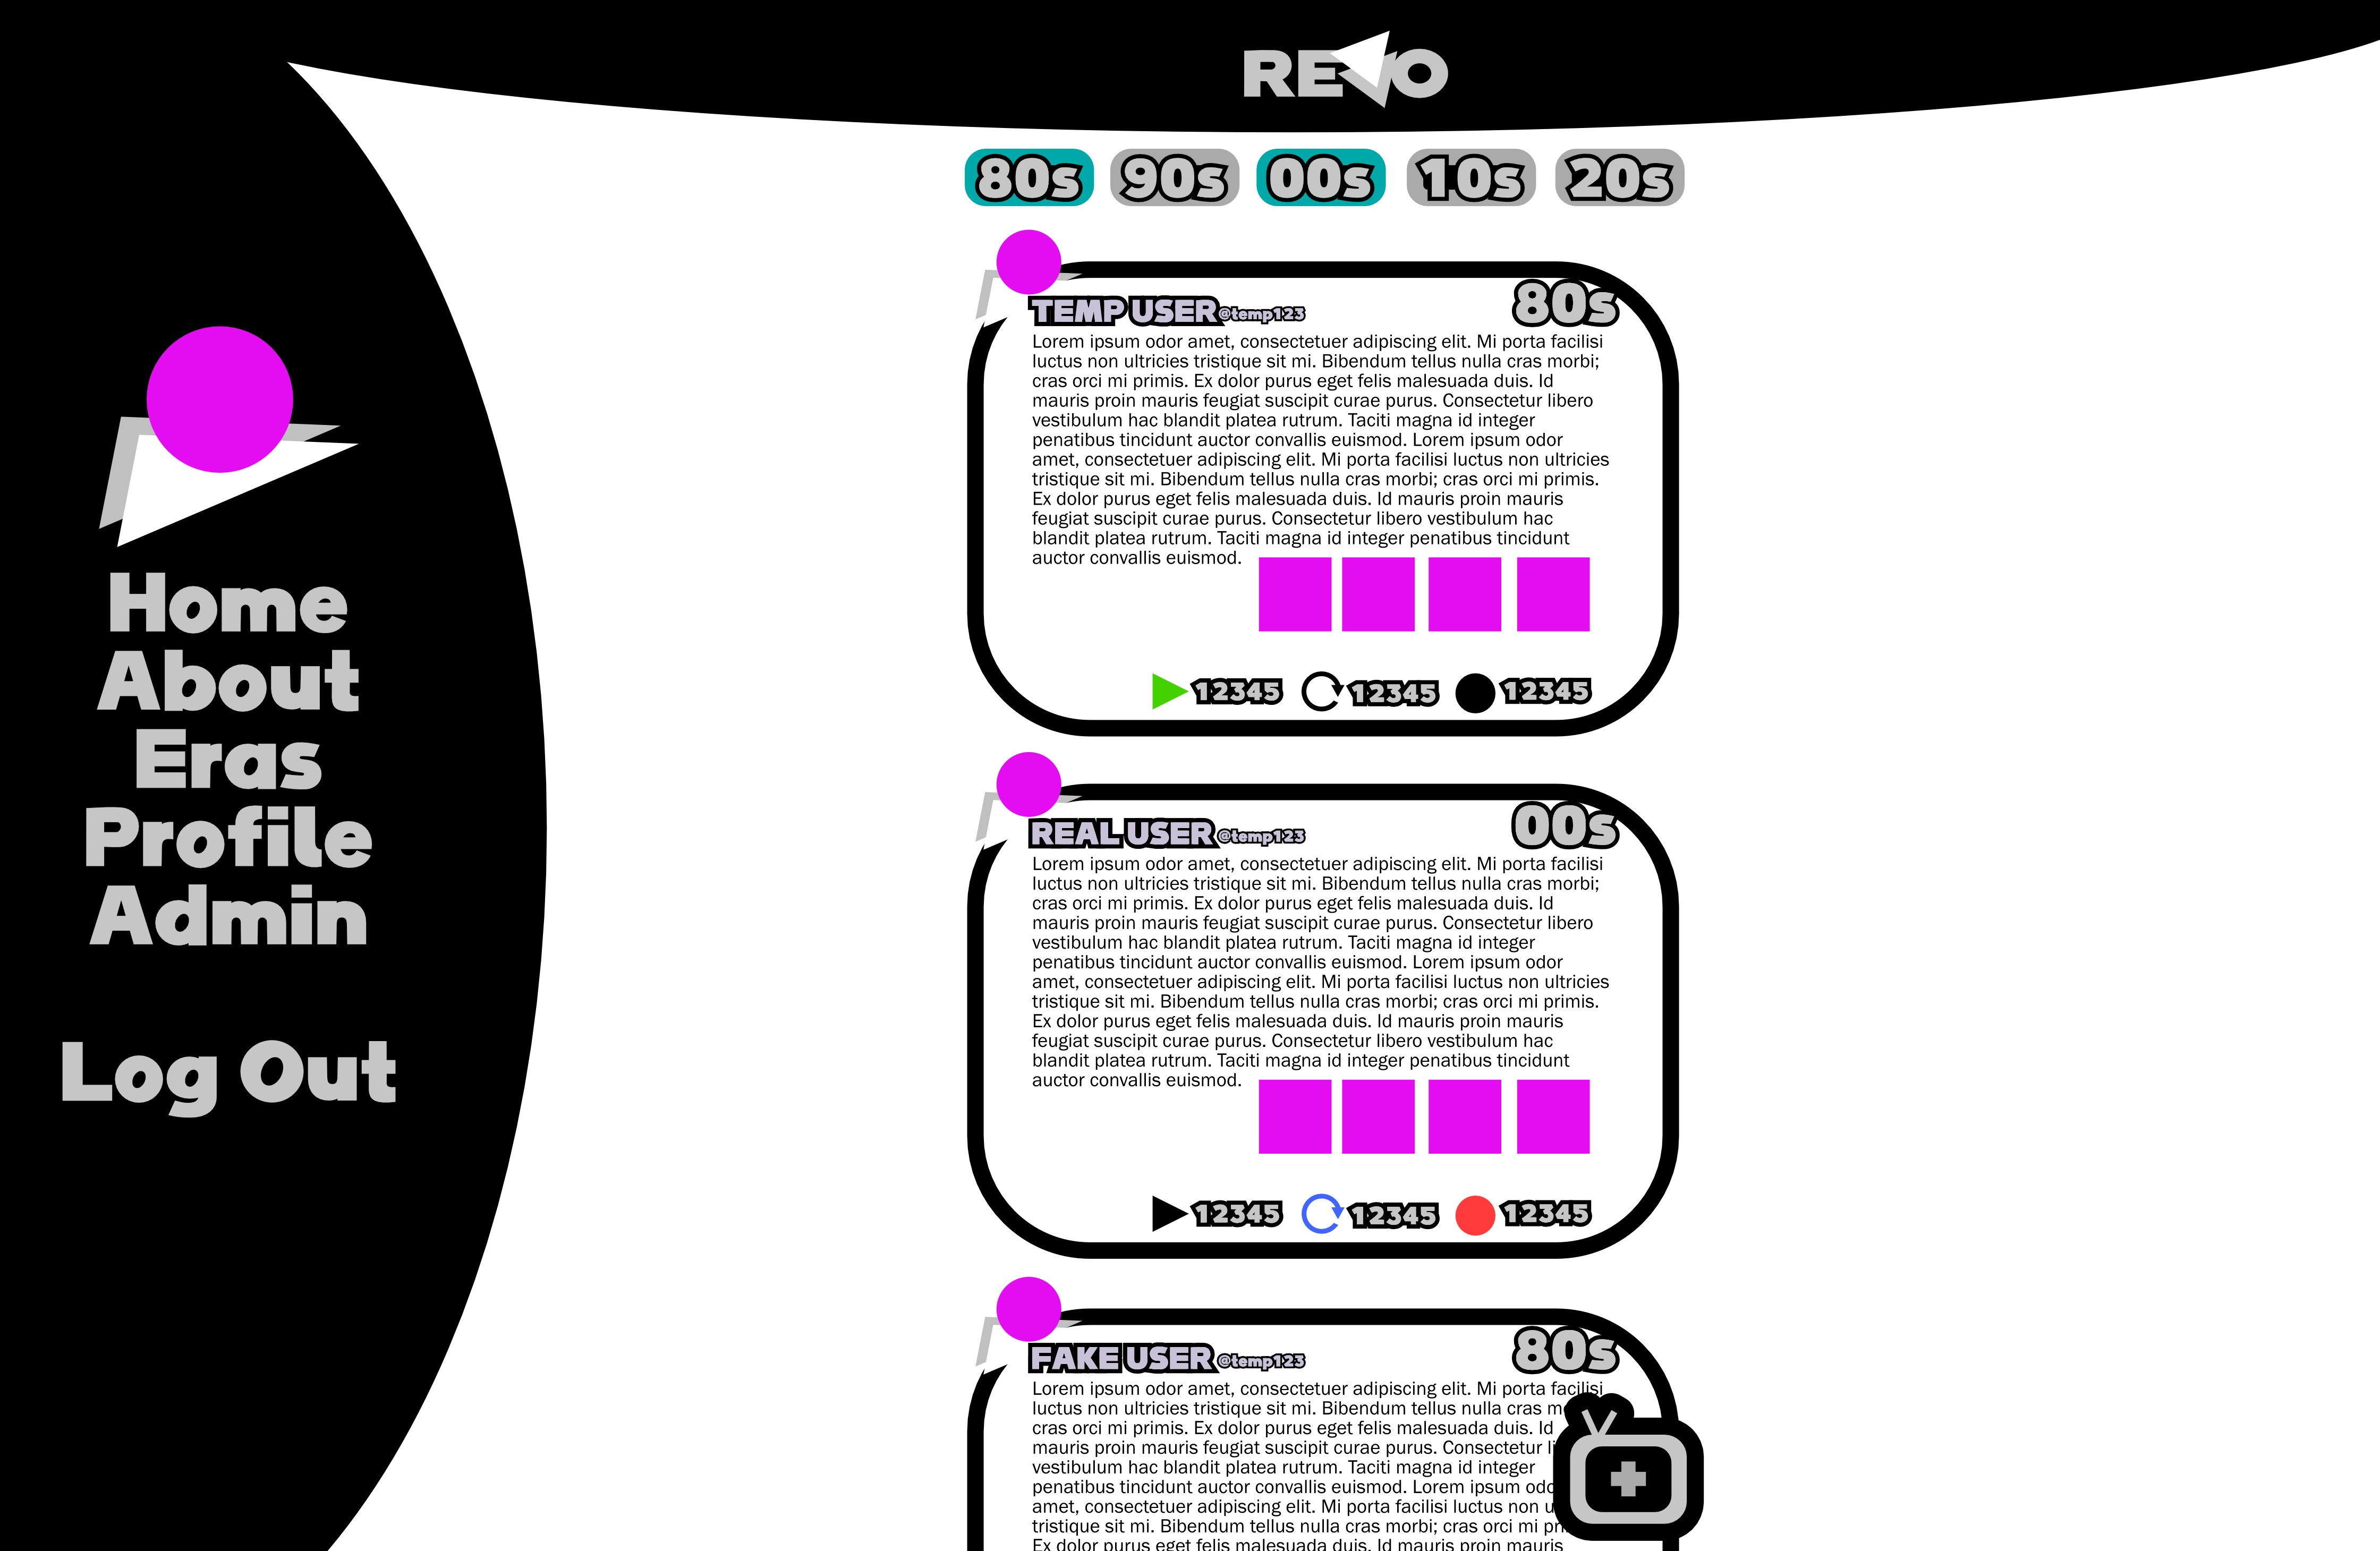 REVO
80s 90s 00s 10s 20s
Home
About
Eras
Profile
Admin
Log Out
TEMP USER @temp123 80s
Lorem ipsum odor amet, consectetuer adipiscing elit. Mi porta facilisi
luctus non ultricies tristique sit mi. Bibendum tellus nulla cras morbi;
cras orci mi primis. Ex dolor purus eget felis malesuada duis. Id
mauris proin mauris feugiat suscipit curae purus. Consectetur libero
vestibulum hac blandit platea rutrum. Taciti magna id integer
penatibus tincidunt auctor convallis euismod. Lorem ipsum odor
amet, consectetuer adipiscing elit. Mi porta facilisi luctus non ultricies
tristique sit mi. Bibendum tellus nulla cras morbi; cras orci mi primis.
Ex dolor purus eget felis malesuada duis. Id mauris proin mauris
feugiat suscipit curae purus. Consectetur libero vestibulum hac
blandit platea rutrum. Taciti magna id integer penatibus tincidunt
auctor convallis euismod.
12345 12345 12345
REAL USER @temp123 00s
Lorem ipsum odor amet, consectetuer adipiscing elit. Mi porta facilisi
luctus non ultricies tristique sit mi. Bibendum tellus nulla cras morbi;
cras orci mi primis. Ex dolor purus eget felis malesuada duis. Id
mauris proin mauris feugiat suscipit curae purus. Consectetur libero
vestibulum hac blandit platea rutrum. Taciti magna id integer
penatibus tincidunt auctor convallis euismod. Lorem ipsum odor
amet, consectetuer adipiscing elit. Mi porta facilisi luctus non ultricies
tristique sit mi. Bibendum tellus nulla cras morbi; cras orci mi primis.
Ex dolor purus eget felis malesuada duis. Id mauris proin mauris
feugiat suscipit curae purus. Consectetur libero vestibulum hac
blandit platea rutrum. Taciti magna id integer penatibus tincidunt
auctor convallis euismod.
12345 12345 12345
FAKE USER @temp123 80s
Lorem ipsum odor amet, consectetuer adipiscing elit. Mi porta facilisi
luctus non ultricies tristique sit mi. Bibendum tellus nulla cras
cras orci mi primis. Ex dolor purus eget felis malesuada duis. Id
mauris proin mauris feugiat suscipit curae purus. Consectetur
vestibulum hac blandit platea rutrum. Taciti magna id integer
penatibus tincidunt auctor convallis euismod. Lorem ipsum
amet, consectetuer adipiscing elit. Mi porta facilisi luctus non
tristique sit mi. Bibendum tellus nulla cras morbi; cras orci mi
Ex dolor purus eget felis malesuada duis. Id mauris proin mauris